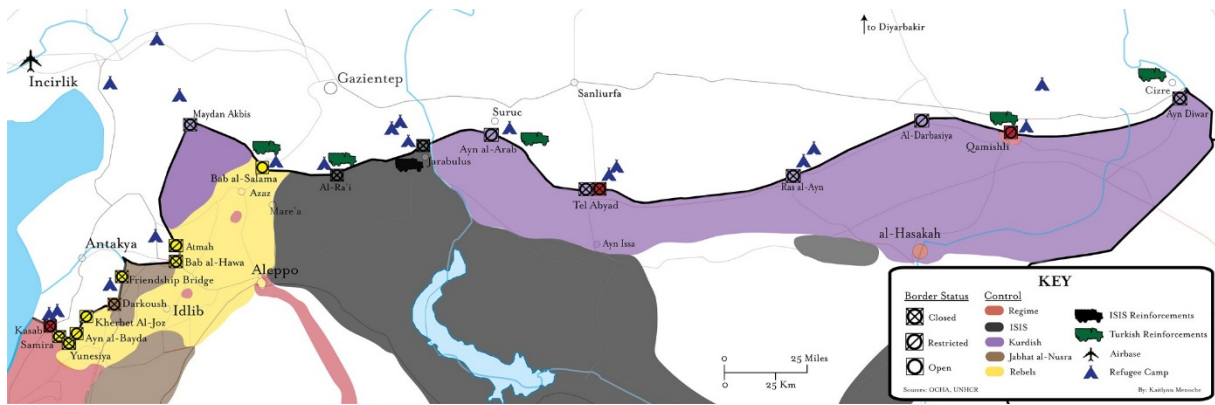 to Diyarbakir
Incirlik
Gazientep
Cizre
Sanliurfa
Maydan Akbis
Suruc
Ayn Diwar
Al-Darbasiya
Ayn al-Arab
Qamishli
Jarabulus
Bab al-Salama
Al-Ra'i
Ras al-Ayn
Azaz
Tel Abyad
Mare'a
al-Hasakah
Antakya
Atmah
Ayn Issa
Bab al-Hawa
Aleppo
Friendship Bridge
Darkoush
Idlib
Kherbet Al-Joz
Kasab
Ayn al-Bayda
Samira
Yunesiya
0 25 Miles
0 25 Km
KEY
Border Status
Closed
Restricted
Open
Control
Regime
ISIS
Kurdish
Jabhat al-Nusra
Rebels
ISIS Reinforcements
Turkish Reinforcements
Airbase
Refugee Camp
Sources: OCHA, UNHCR
By: Kaitlynn Menoche